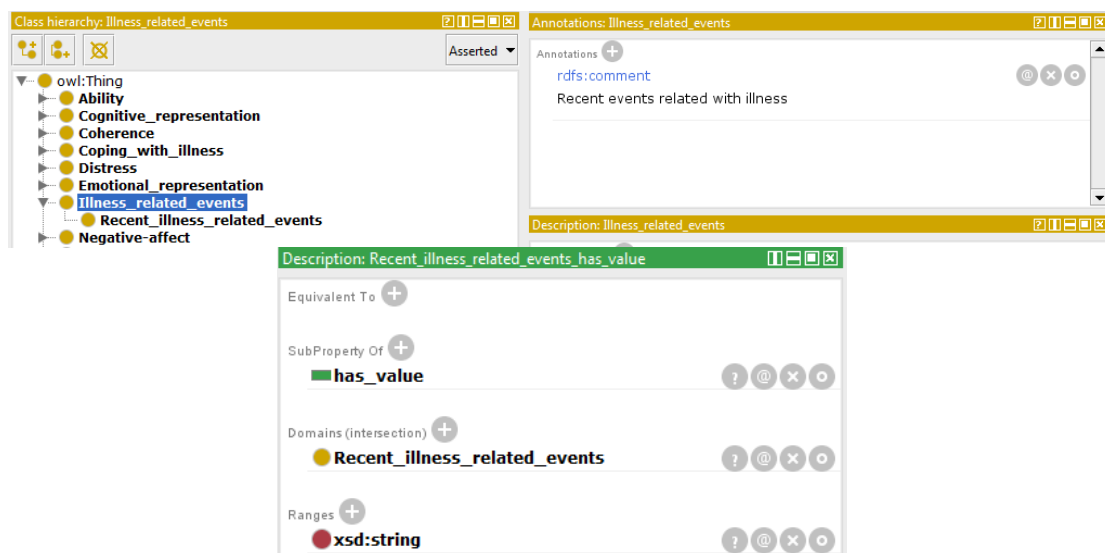 Class hierarchy: Illness_related_events
Asserted
owl:Thing
Ability
Cognitive_representation
Coherence
Coping_with_illness
Distress
Emotional_representation
Illness_related_events
Recent_illness_related_events
Negative-affect
Annotations: Illness_related_events
Annotations
rdfs:comment
Recent events related with illness
Description: Illness_related_events
Description: Recent_illness_related_events_has_value
Equivalent To
SubProperty Of
has_value
Domains (intersection)
Recent_illness_related_events
Ranges
xsd:string